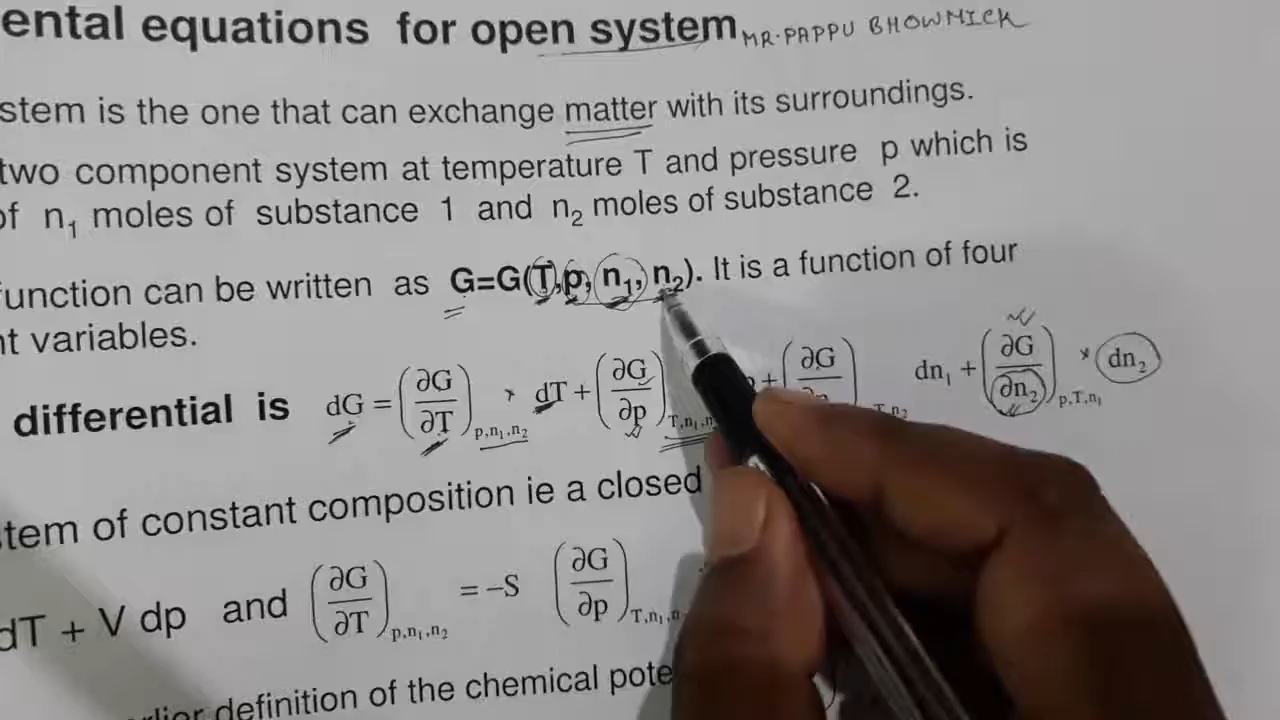 ental equations for open system MR. PAPPU BHOWMICK
stem is the one that can exchange matter with its surroundings.
two component system at temperature T and pressure p which is
of n₁ moles of substance 1 and n₂ moles of substance 2.
function can be written as G=G(T,p, n₁, n₂). It is a function of four
nt variables.
differential is dG = (∂G/∂T)p,n₁,n₂ dT + (∂G/∂p)T,n₁,n + (∂G/ T,n₂ dn₁ + (∂G/∂n₂)p,T,n₁ * dn₂
stem of constant composition ie a closed
dT + V dp and (∂G/∂T)p,n₁,n₂ = –S (∂G/∂p)T,n₁,n
rlier definition of the chemical pote